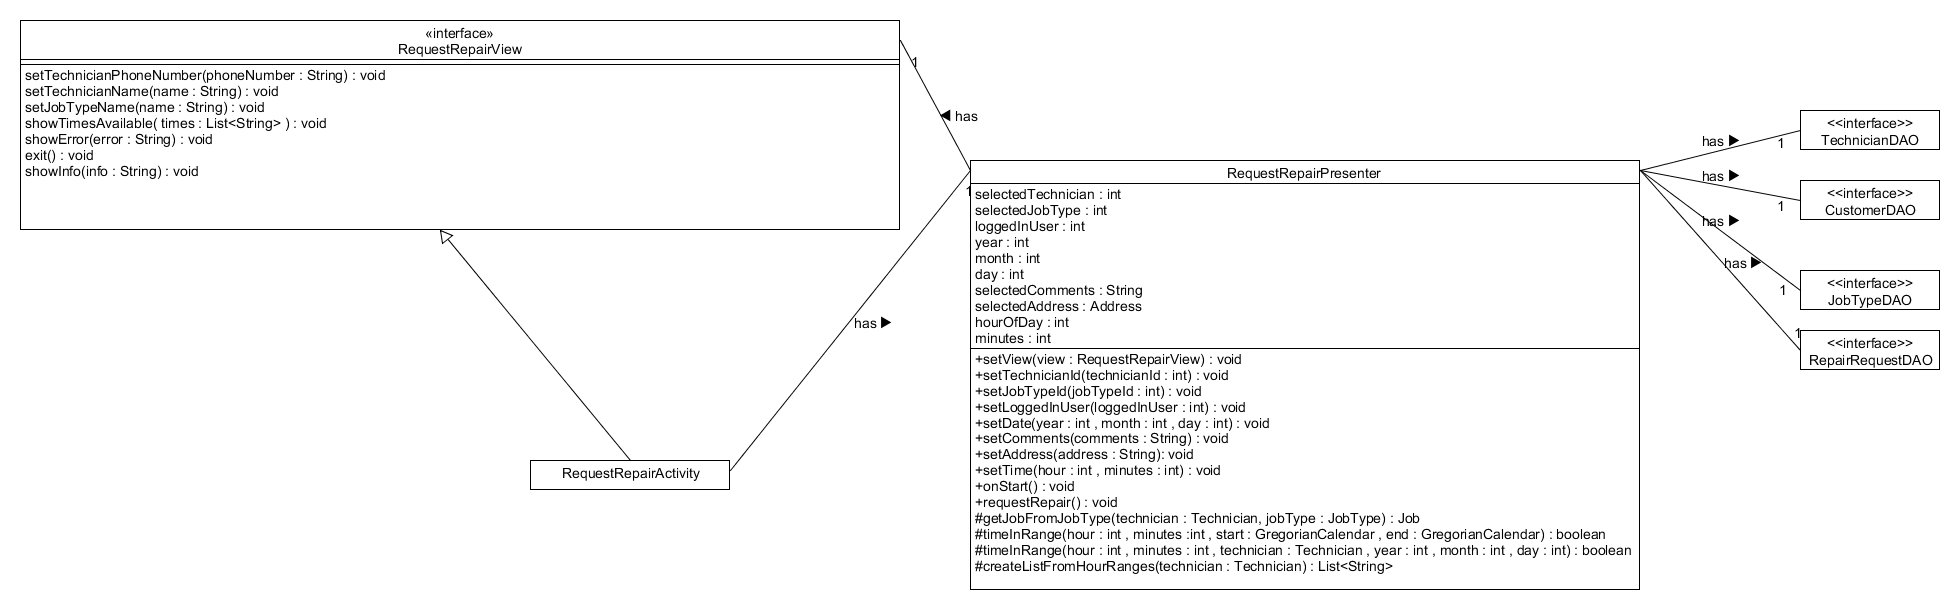 «interface»
RequestRepairView
setTechnicianPhoneNumber(phoneNumber : String) : void
setTechnicianName(name : String) : void
setJobTypeName(name : String) : void
showTimesAvailable( times : List<String> ) : void
showError(error : String) : void
exit() : void
showInfo(info : String) : void
1
◀ has
1
has ▶
RequestRepairActivity
RequestRepairPresenter
selectedTechnician : int
selectedJobType : int
loggedInUser : int
year : int
month : int
day : int
selectedComments : String
selectedAddress : Address
hourOfDay : int
minutes : int
+setView(view : RequestRepairView) : void
+setTechnicianId(technicianId : int) : void
+setJobTypeId(jobTypeId : int) : void
+setLoggedInUser(loggedInUser : int) : void
+setDate(year : int , month : int , day : int) : void
+setComments(comments : String) : void
+setAddress(address : String): void
+setTime(hour : int , minutes : int) : void
+onStart() : void
+requestRepair() : void
#getJobFromJobType(technician : Technician, jobType : JobType) : Job
#timeInRange(hour : int , minutes :int , start : GregorianCalendar , end : GregorianCalendar) : boolean
#timeInRange(hour : int , minutes : int , technician : Technician , year : int , month : int , day : int) : boolean
#createListFromHourRanges(technician : Technician) : List<String>
has ▶
1
<<interface>>
TechnicianDAO
has ▶
1
<<interface>>
CustomerDAO
has ▶
1
<<interface>>
JobTypeDAO
has ▶
1
<<interface>>
RepairRequestDAO